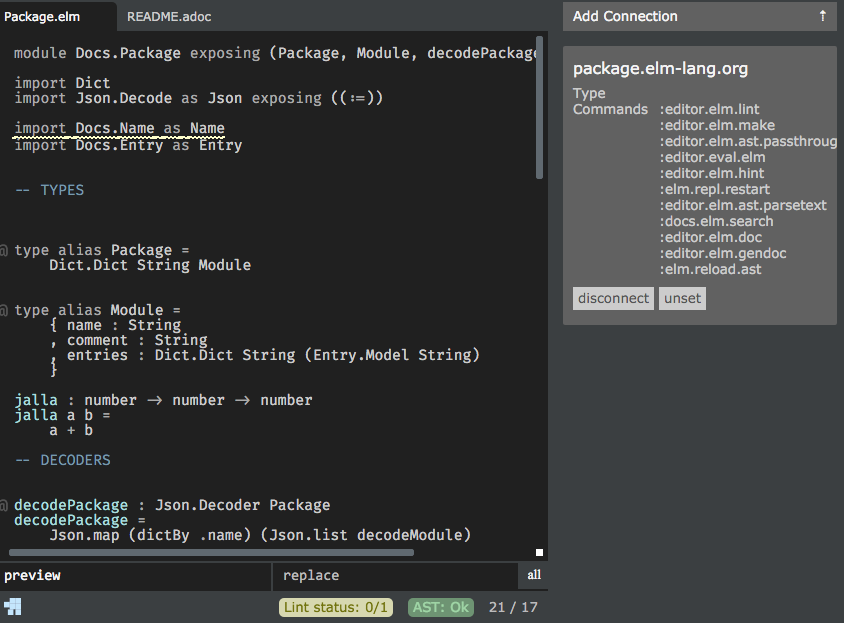 Package.elm README.adoc
module Docs.Package exposing (Package, Module, decodePackage
import Dict
import Json.Decode as Json exposing ((:=))
import Docs.Name as Name
import Docs.Entry as Entry
-- TYPES
@ type alias Package =
Dict.Dict String Module
@ type alias Module =
{ name : String
, comment : String
, entries : Dict.Dict String (Entry.Model String)
}
jalla : number -> number -> number
jalla a b =
a + b
-- DECODERS
@ decodePackage : Json.Decoder Package
decodePackage =
Json.map (dictBy .name) (Json.list decodeModule)
preview replace all
Lint status: 0/1 AST: Ok 21 / 17
Add Connection ↑
package.elm-lang.org
Type
Commands :editor.elm.lint
:editor.elm.make
:editor.elm.ast.passthroug
:editor.eval.elm
:editor.elm.hint
:elm.repl.restart
:editor.elm.ast.parsetext
:docs.elm.search
:editor.elm.doc
:editor.elm.gendoc
:elm.reload.ast
disconnect unset